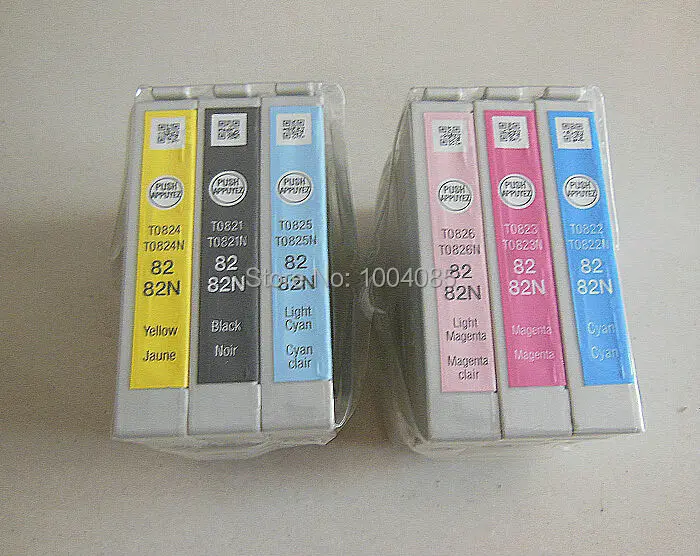 PUSH
APPUYEZ
T0824
T0824N
82
82N
Yellow
Jaune
PUSH
APPUYEZ
T0821
T0821N
82
82N
Black
Noir
PUSH
APPUYEZ
T0825
T0825N
82
82N
Light
Cyan
Cyan
clair
PUSH
APPUYEZ
T0826
T0826N
82
82N
Light
Magenta
Magenta
clair
PUSH
APPUYEZ
T0823
T0823N
82
82N
Magenta
Magenta
PUSH
APPUYEZ
T0822
T0822N
82
82N
Cyan
Cyan
Store No: 100408